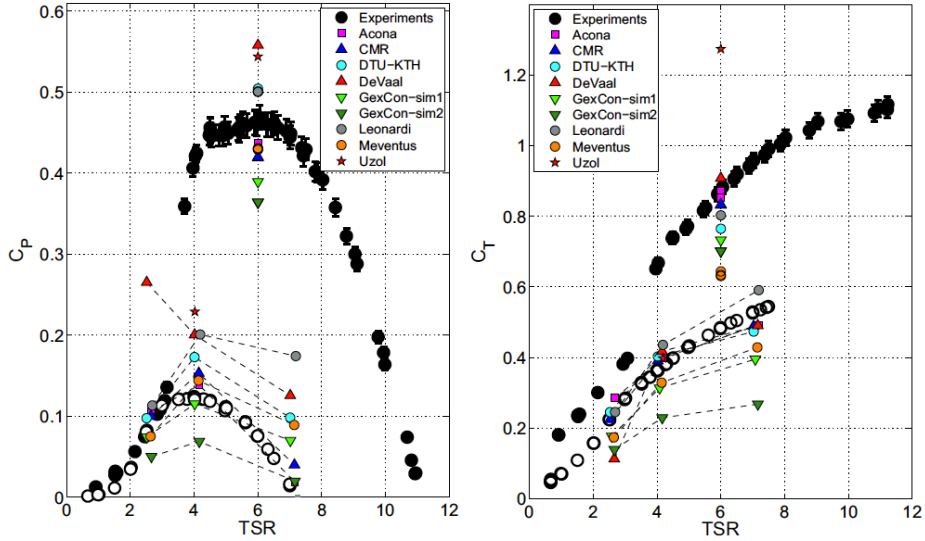 0.6
0.5
0.4
0.3
0.2
0.1
0
C_P
0 2 4 6 8 10 12
TSR
Experiments
Acona
CMR
DTU-KTH
DeVaal
GexCon-sim1
GexCon-sim2
Leonardi
Meventus
Uzol
1.2
1
0.8
0.6
0.4
0.2
0
C_T
0 2 4 6 8 10 12
TSR
Experiments
Acona
CMR
DTU-KTH
DeVaal
GexCon-sim1
GexCon-sim2
Leonardi
Meventus
Uzol